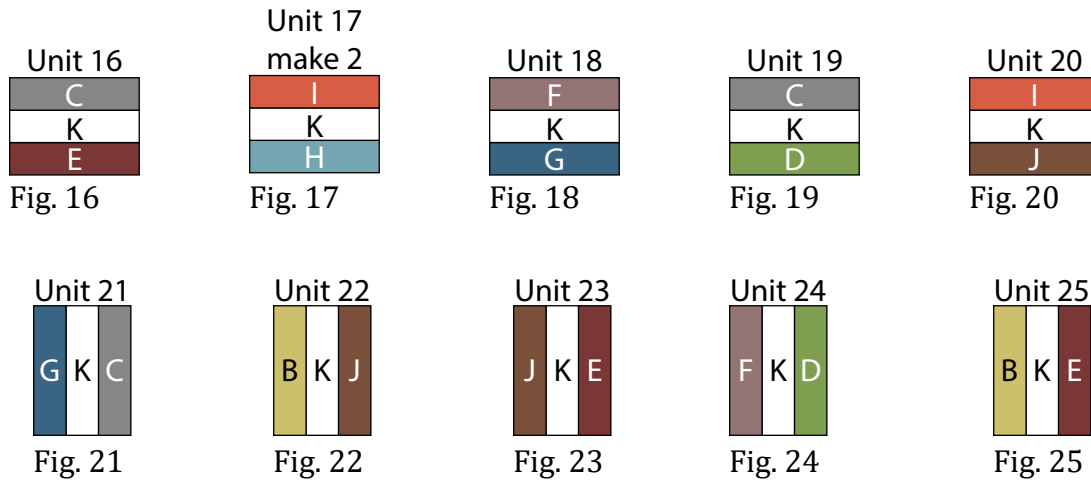 Unit 16
Unit 17
make 2
Unit 18
Unit 19
Unit 20
C
I
F
C
I
K
K
K
K
K
E
H
G
D
J
Fig. 16
Fig. 17
Fig. 18
Fig. 19
Fig. 20
Unit 21
Unit 22
Unit 23
Unit 24
Unit 25
G K C
B K J
J K E
F K D
B K E
Fig. 21
Fig. 22
Fig. 23
Fig. 24
Fig. 25